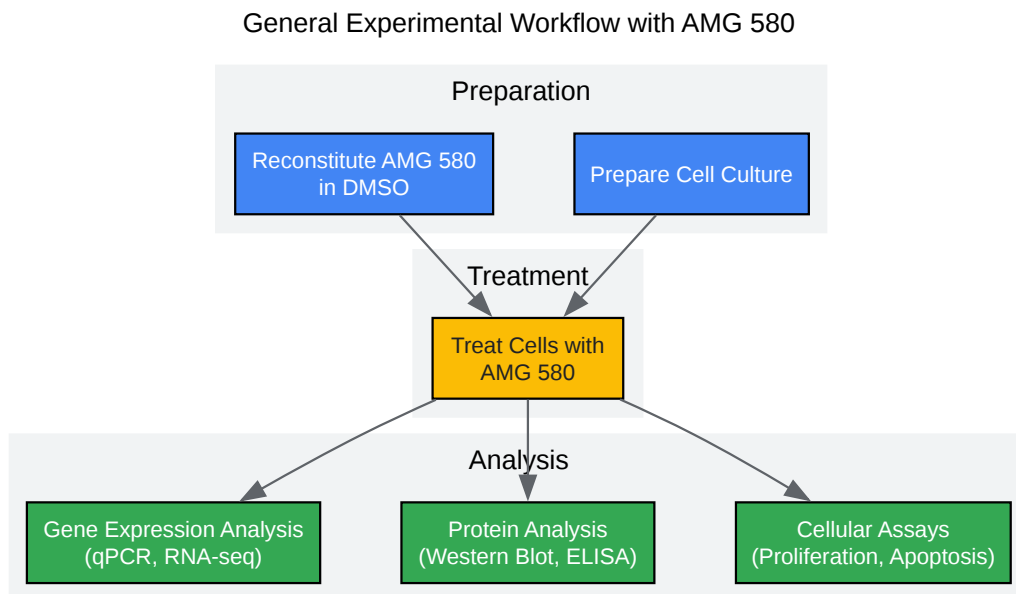 General Experimental Workflow with AMG 580
Preparation
Reconstitute AMG 580
in DMSO
Prepare Cell Culture
Treatment
Treat Cells with
AMG 580
Analysis
Gene Expression Analysis
(qPCR, RNA-seq)
Protein Analysis
(Western Blot, ELISA)
Cellular Assays
(Proliferation, Apoptosis)